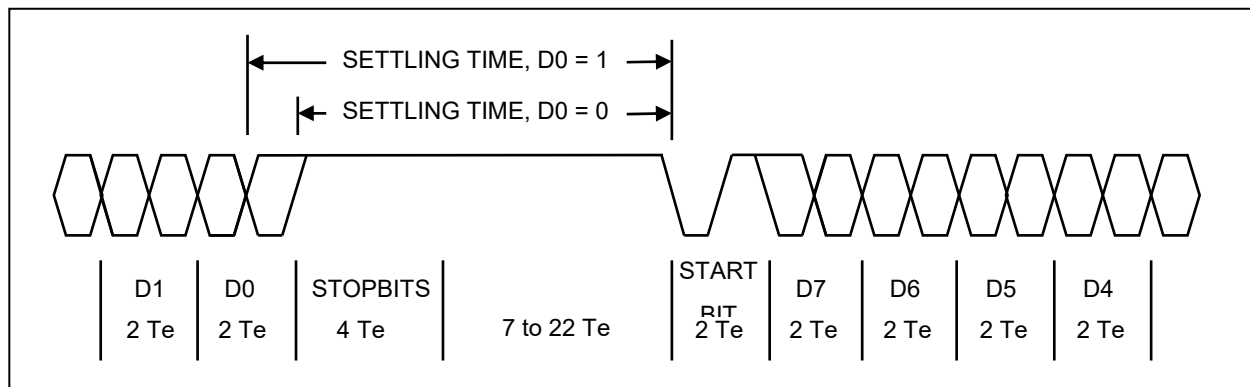 SETTLING TIME, D0 = 1
SETTLING TIME, D0 = 0
D1
2 Te
D0
2 Te
STOPBITS
4 Te
7 to 22 Te
START
BIT
2 Te
D7
2 Te
D6
2 Te
D5
2 Te
D4
2 Te